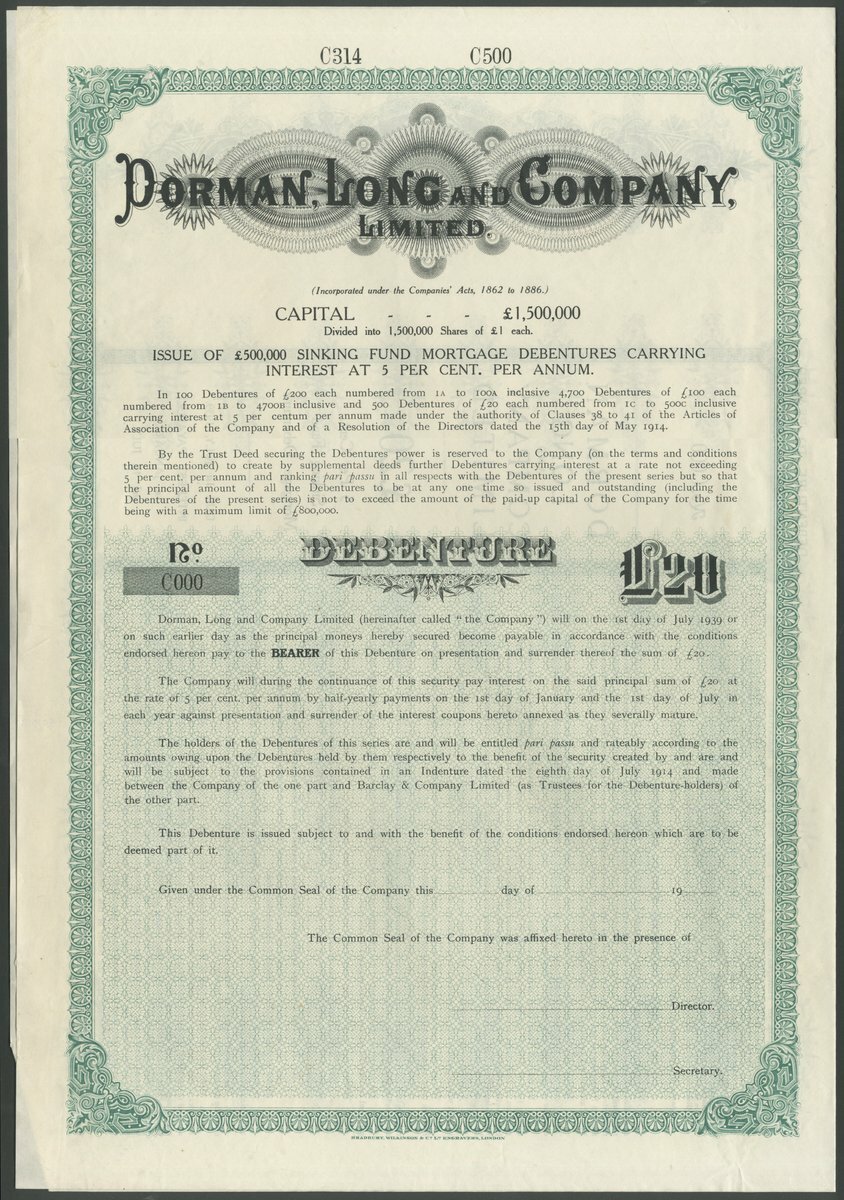 C314 C500
DORMAN, LONG AND COMPANY,
LIMITED.
(Incorporated under the Companies' Acts, 1862 to 1886.)
CAPITAL - - - £1,500,000
Divided into 1,500,000 Shares of £1 each.
ISSUE OF £500,000 SINKING FUND MORTGAGE DEBENTURES CARRYING
INTEREST AT 5 PER CENT. PER ANNUM.
In 100 Debentures of £200 each numbered from 1A to 100A inclusive 4,700 Debentures of £100 each
numbered from 1B to 4700B inclusive and 500 Debentures of £20 each numbered from 1C to 500C inclusive
carrying interest at 5 per centum per annum made under the authority of Clauses 38 to 41 of the Articles of
Association of the Company and of a Resolution of the Directors dated the 15th day of May 1914.
By the Trust Deed securing the Debentures power is reserved to the Company (on the terms and conditions
therein mentioned) to create by supplemental deeds further Debentures carrying interest at a rate not exceeding
5 per cent. per annum and ranking pari passu in all respects with the Debentures of the present series but so that
the principal amount of all the Debentures to be at any one time so issued and outstanding (including the
Debentures of the present series) is not to exceed the amount of the paid-up capital of the Company for the time
being with a maximum limit of £800,000.
No. DEBENTURE £20
C000
Dorman, Long and Company Limited (hereinafter called "the Company") will on the 1st day of July 1939 or
on such earlier day as the principal moneys hereby secured become payable in accordance with the conditions
endorsed hereon pay to the BEARER of this Debenture on presentation and surrender thereof the sum of £20.
The Company will during the continuance of this security pay interest on the said principal sum of £20 at
the rate of 5 per cent. per annum by half-yearly payments on the 1st day of January and the 1st day of July in
each year against presentation and surrender of the interest coupons hereto annexed as they severally mature.
The holders of the Debentures of this series are and will be entitled pari passu and rateably according to the
amounts owing upon the Debentures held by them respectively to the benefit of the security created by and are and
will be subject to the provisions contained in an Indenture dated the eighth day of July 1914 and made
between the Company of the one part and Barclay & Company Limited (as Trustees for the Debenture-holders) of
the other part.
This Debenture is issued subject to and with the benefit of the conditions endorsed hereon which are to be
deemed part of it.
Given under the Common Seal of the Company this day of 19
The Common Seal of the Company was affixed hereto in the presence of
Director.
Secretary.
BRADBURY, WILKINSON & Co. Ld. ENGRAVERS, LONDON